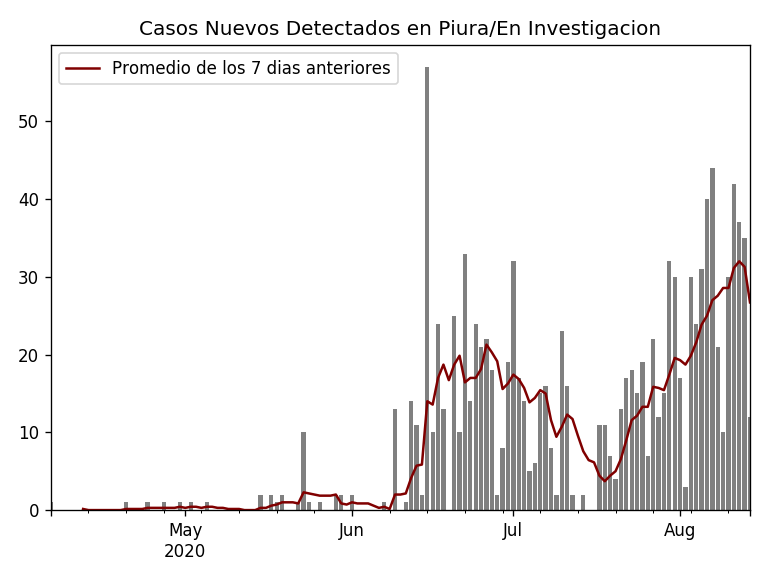 Casos Nuevos Detectados en Piura/En Investigacion
Promedio de los 7 dias anteriores
50
40
30
20
10
0
May Jun Jul Aug
2020